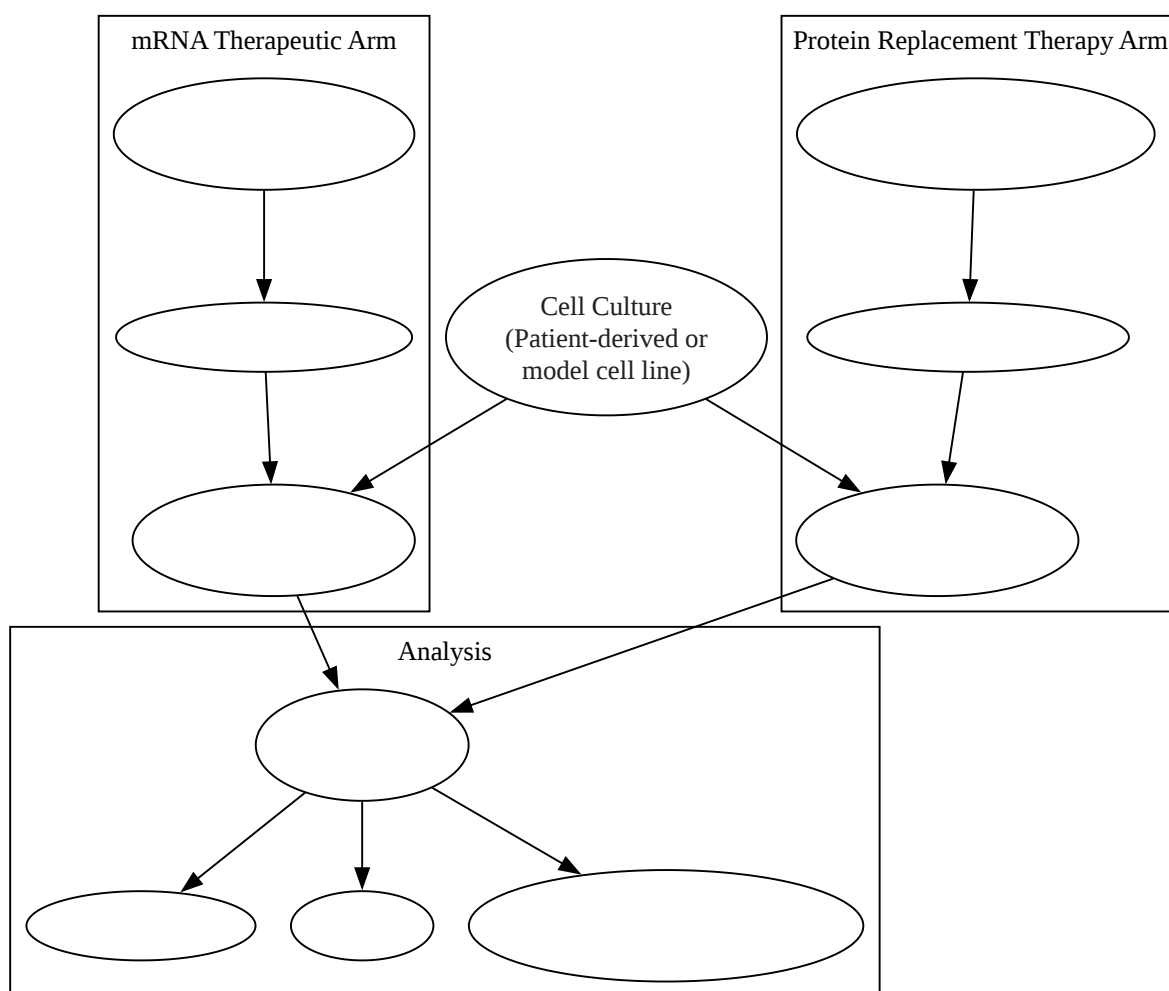 mRNA Therapeutic Arm
Protein Replacement Therapy Arm
Cell Culture
(Patient-derived or
model cell line)
Analysis